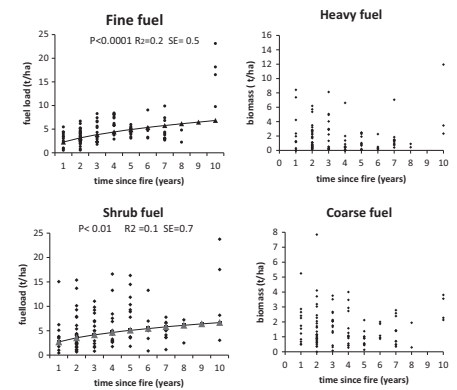 Fine fuel
P<0.0001 R2=0.2 SE= 0.5
fuel load (t/ha)
25
20
15
10
5
0
1 2 3 4 5 6 7 8 9 10
time since fire (years)
Heavy fuel
biomass ( t/ha)
16
14
12
10
8
6
4
2
0
0 1 2 3 4 5 6 7 8 9 10
time since fire (years)
Shrub fuel
P< 0.01 R2 =0.1 SE=0.7
fuelload (t/ha)
25
20
15
10
5
0
1 2 3 4 5 6 7 8 9 10
time since fire (years)
Coarse fuel
biomass (t/ha)
8
7
6
5
4
3
2
1
0
0 1 2 3 4 5 6 7 8 9 10
time since fire (years)